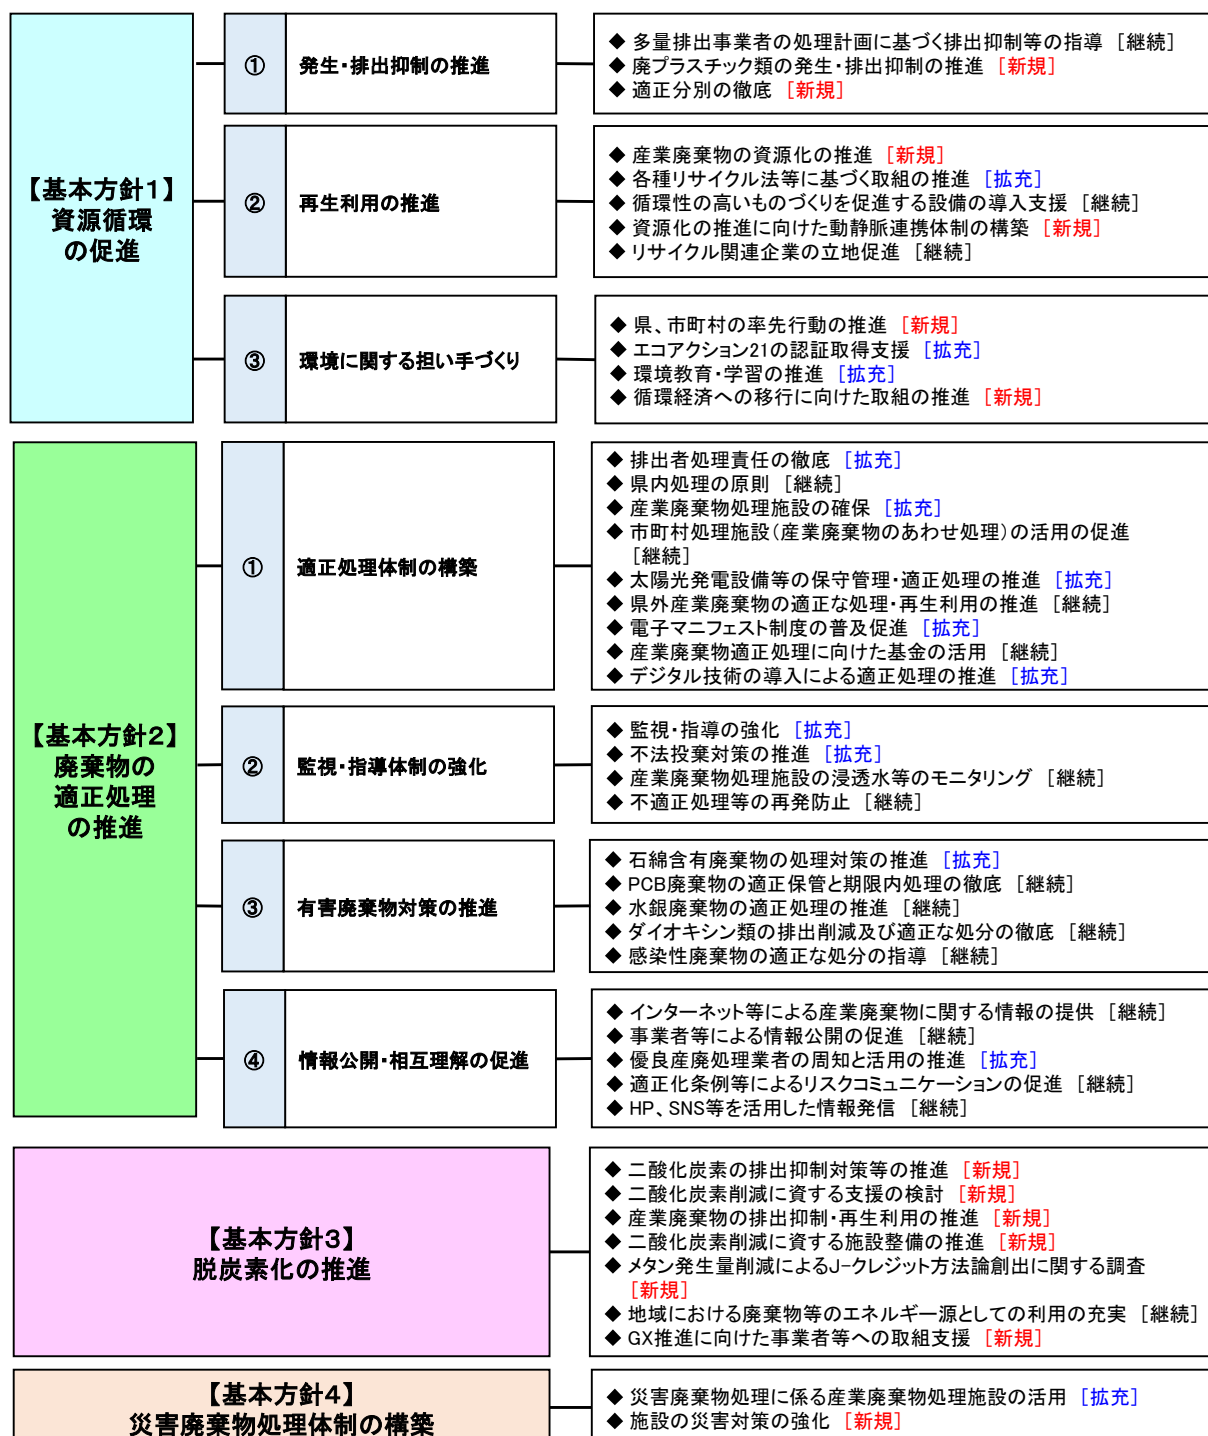 【基本方針1】
資源循環
の促進
①
発生・排出抑制の推進
◆ 多量排出事業者の処理計画に基づく排出抑制等の指導 [継続]
◆ 廃プラスチック類の発生・排出抑制の推進 [新規]
◆ 適正分別の徹底 [新規]
②
再生利用の推進
◆ 産業廃棄物の資源化の推進 [新規]
◆ 各種リサイクル法等に基づく取組の推進 [拡充]
◆ 循環性の高いものづくりを促進する設備の導入支援 [継続]
◆ 資源化の推進に向けた動静脈連携体制の構築 [新規]
◆ リサイクル関連企業の立地促進 [継続]
③
環境に関する担い手づくり
◆ 県、市町村の率先行動の推進 [新規]
◆ エコアクション21の認証取得支援 [拡充]
◆ 環境教育・学習の推進 [拡充]
◆ 循環経済への移行に向けた取組の推進 [新規]
【基本方針2】
廃棄物の
適正処理
の推進
①
適正処理体制の構築
◆ 排出者処理責任の徹底 [拡充]
◆ 県内処理の原則 [継続]
◆ 産業廃棄物処理施設の確保 [拡充]
◆ 市町村処理施設(産業廃棄物のあわせ処理)の活用の促進
[継続]
◆ 太陽光発電設備等の保守管理・適正処理の推進 [拡充]
◆ 県外産業廃棄物の適正な処理・再生利用の推進 [継続]
◆ 電子マニフェスト制度の普及促進 [拡充]
◆ 産業廃棄物適正処理に向けた基金の活用 [継続]
◆ デジタル技術の導入による適正処理の推進 [拡充]
②
監視・指導体制の強化
◆ 監視・指導の強化 [拡充]
◆ 不法投棄対策の推進 [拡充]
◆ 産業廃棄物処理施設の浸透水等のモニタリング [継続]
◆ 不適正処理等の再発防止 [継続]
③
有害廃棄物対策の推進
◆ 石綿含有廃棄物の処理対策の推進 [拡充]
◆ PCB廃棄物の適正保管と期限内処理の徹底 [継続]
◆ 水銀廃棄物の適正処理の推進 [継続]
◆ ダイオキシン類の排出削減及び適正な処分の徹底 [継続]
◆ 感染性廃棄物の適正な処分の指導 [継続]
④
情報公開・相互理解の促進
◆ インターネット等による産業廃棄物に関する情報の提供 [継続]
◆ 事業者等による情報公開の促進 [継続]
◆ 優良産廃処理業者の周知と活用の推進 [拡充]
◆ 適正化条例等によるリスクコミュニケーションの促進 [継続]
◆ HP、SNS等を活用した情報発信 [継続]
【基本方針3】
脱炭素化の推進
◆ 二酸化炭素の排出抑制対策等の推進 [新規]
◆ 二酸化炭素削減に資する支援の検討 [新規]
◆ 産業廃棄物の排出抑制・再生利用の推進 [新規]
◆ 二酸化炭素削減に資する施設整備の推進 [新規]
◆ メタン発生量削減によるJ-クレジット方法論創出に関する調査
[新規]
◆ 地域における廃棄物等のエネルギー源としての利用の充実 [継続]
◆ GX推進に向けた事業者等への取組支援 [新規]
【基本方針4】
災害廃棄物処理体制の構築
◆ 災害廃棄物処理に係る産業廃棄物処理施設の活用 [拡充]
◆ 施設の災害対策の強化 [新規]